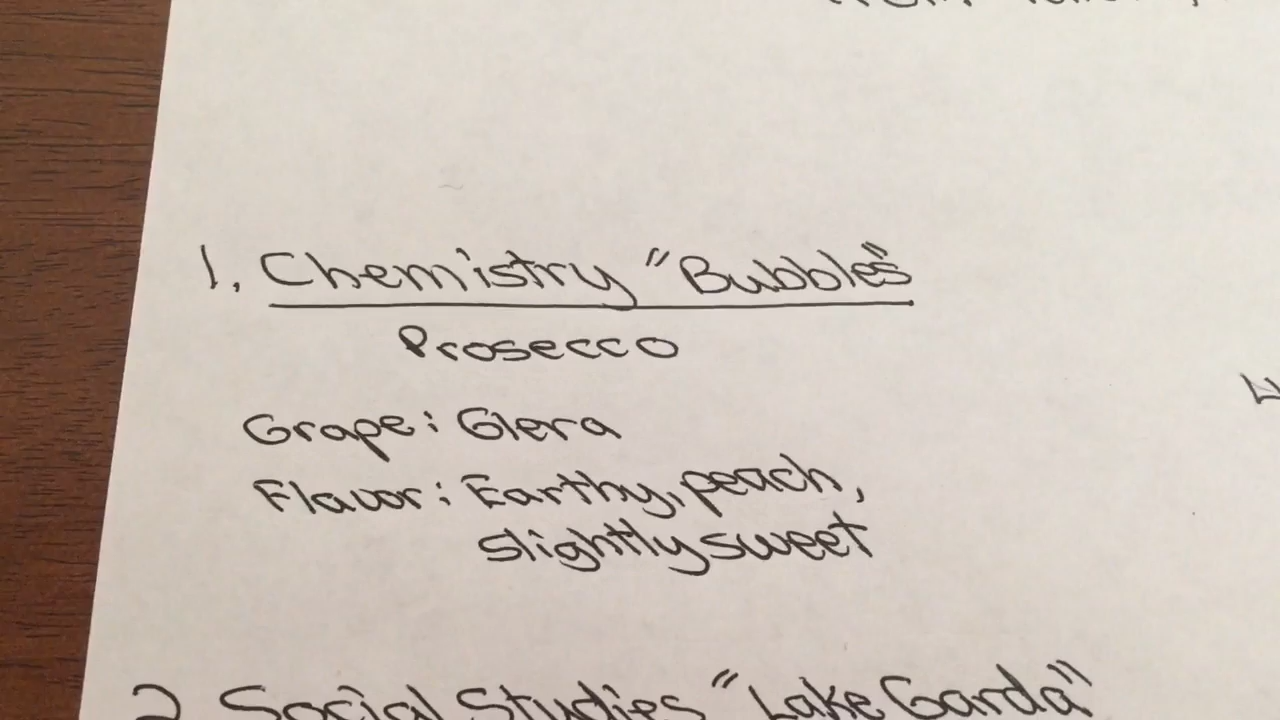 1. Chemistry "Bubbles"
Prosecco
Grape: Glera
Flavor: Earthy, peach,
slightly sweet
2. Social Studies "Lake Garda"